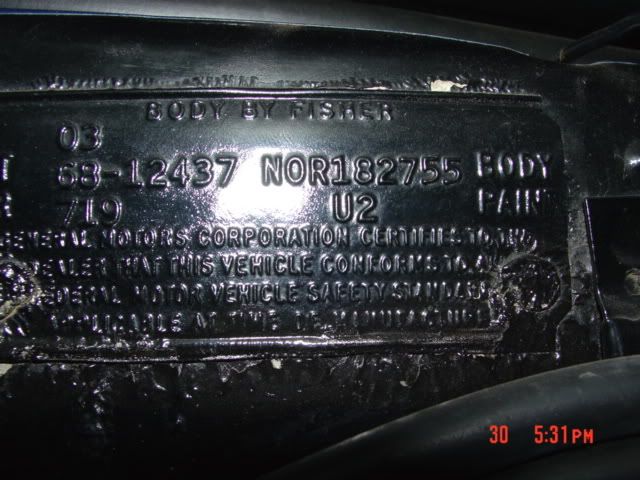 BODY BY FISHER
03
68-12437 NOR182755 BODY
719 U2 PAINT
GENERAL MOTORS CORPORATION CERTIFIES TO THE
DEALER THAT THIS VEHICLE CONFORMS TO ALL
FEDERAL MOTOR VEHICLE SAFETY STANDARDS
APPLICABLE AT TIME OF MANUFACTURE
30 5:31PM